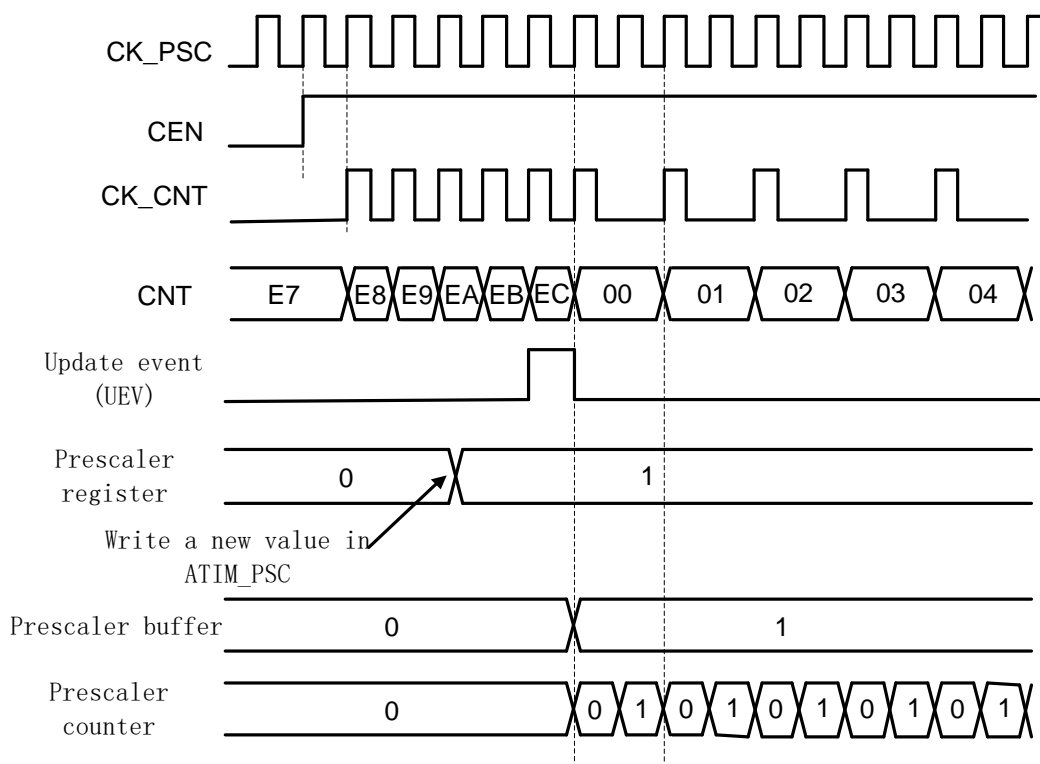 CK_PSC
CEN
CK_CNT
CNT
E7 E8 E9 EA EB EC 00 01 02 03 04
Update event
(UEV)
Prescaler
register
0 1
Write a new value in
ATIM_PSC
Prescaler buffer
0 1
Prescaler
counter
0 0 1 0 1 0 1 0 1 0 1